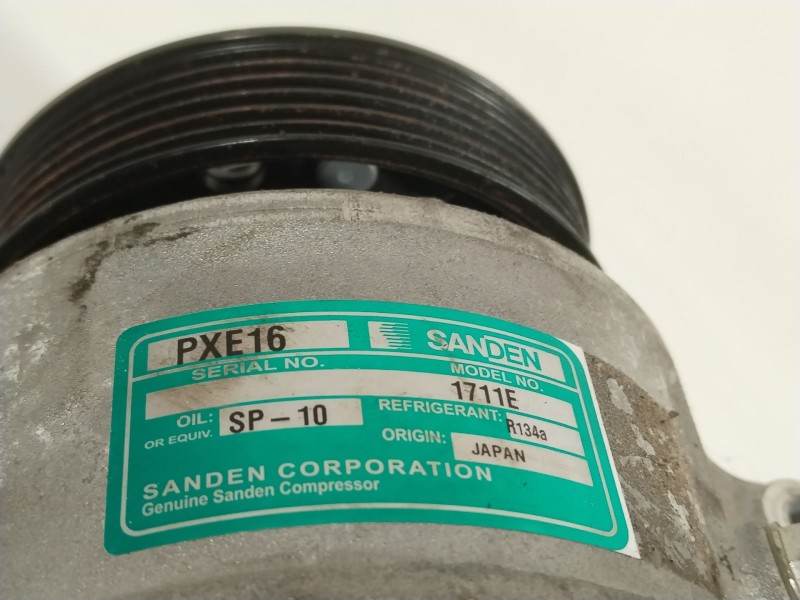 PXE16 SANDEN
SERIAL NO. MODEL NO.
1711E
OIL: SP-10 REFRIGERANT: R134a
OR EQUIV. ORIGIN: JAPAN
SANDEN CORPORATION
Genuine Sanden Compressor